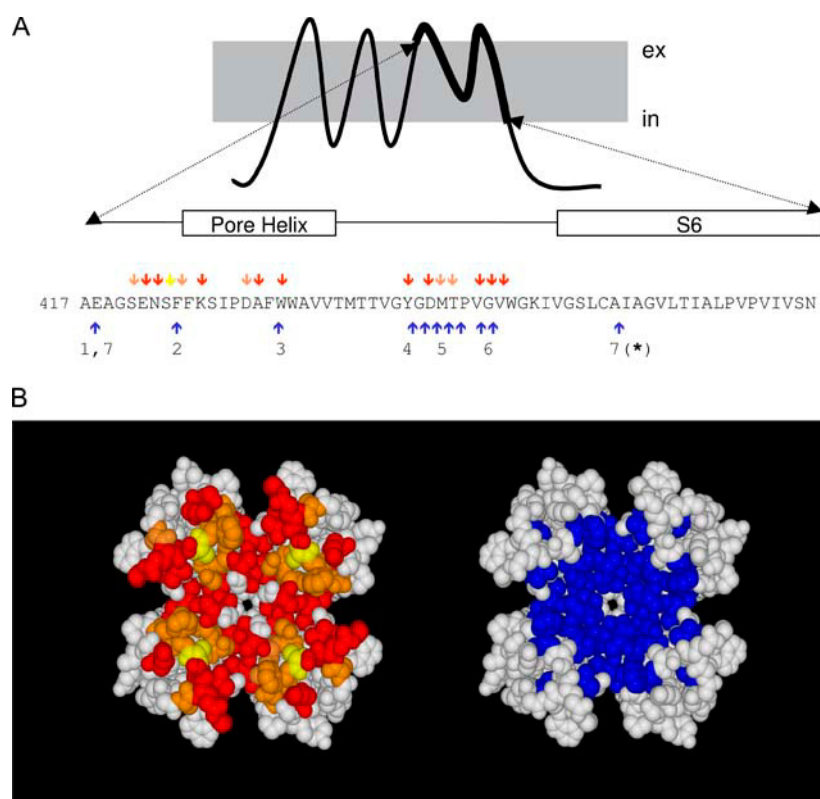 A
ex
in
Pore Helix
S6
417 AEAGSENSFFKSIPDAFWWAVVTMTTVGYGDMTPVGVWGKIVGSLCAIAGVLTIALPVPVIVSN
1,7 2 3 4 5 6 7(*)
B